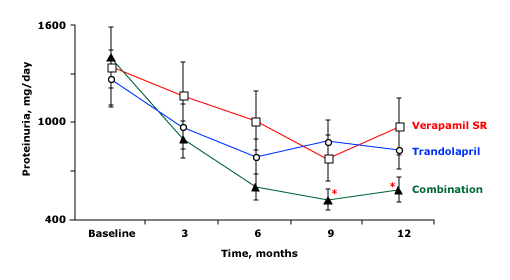 1600
1000
400
Proteinuria, mg/day
Verapamil SR
Trandolapril
Combination
*
*
Baseline 3 6 9 12
Time, months